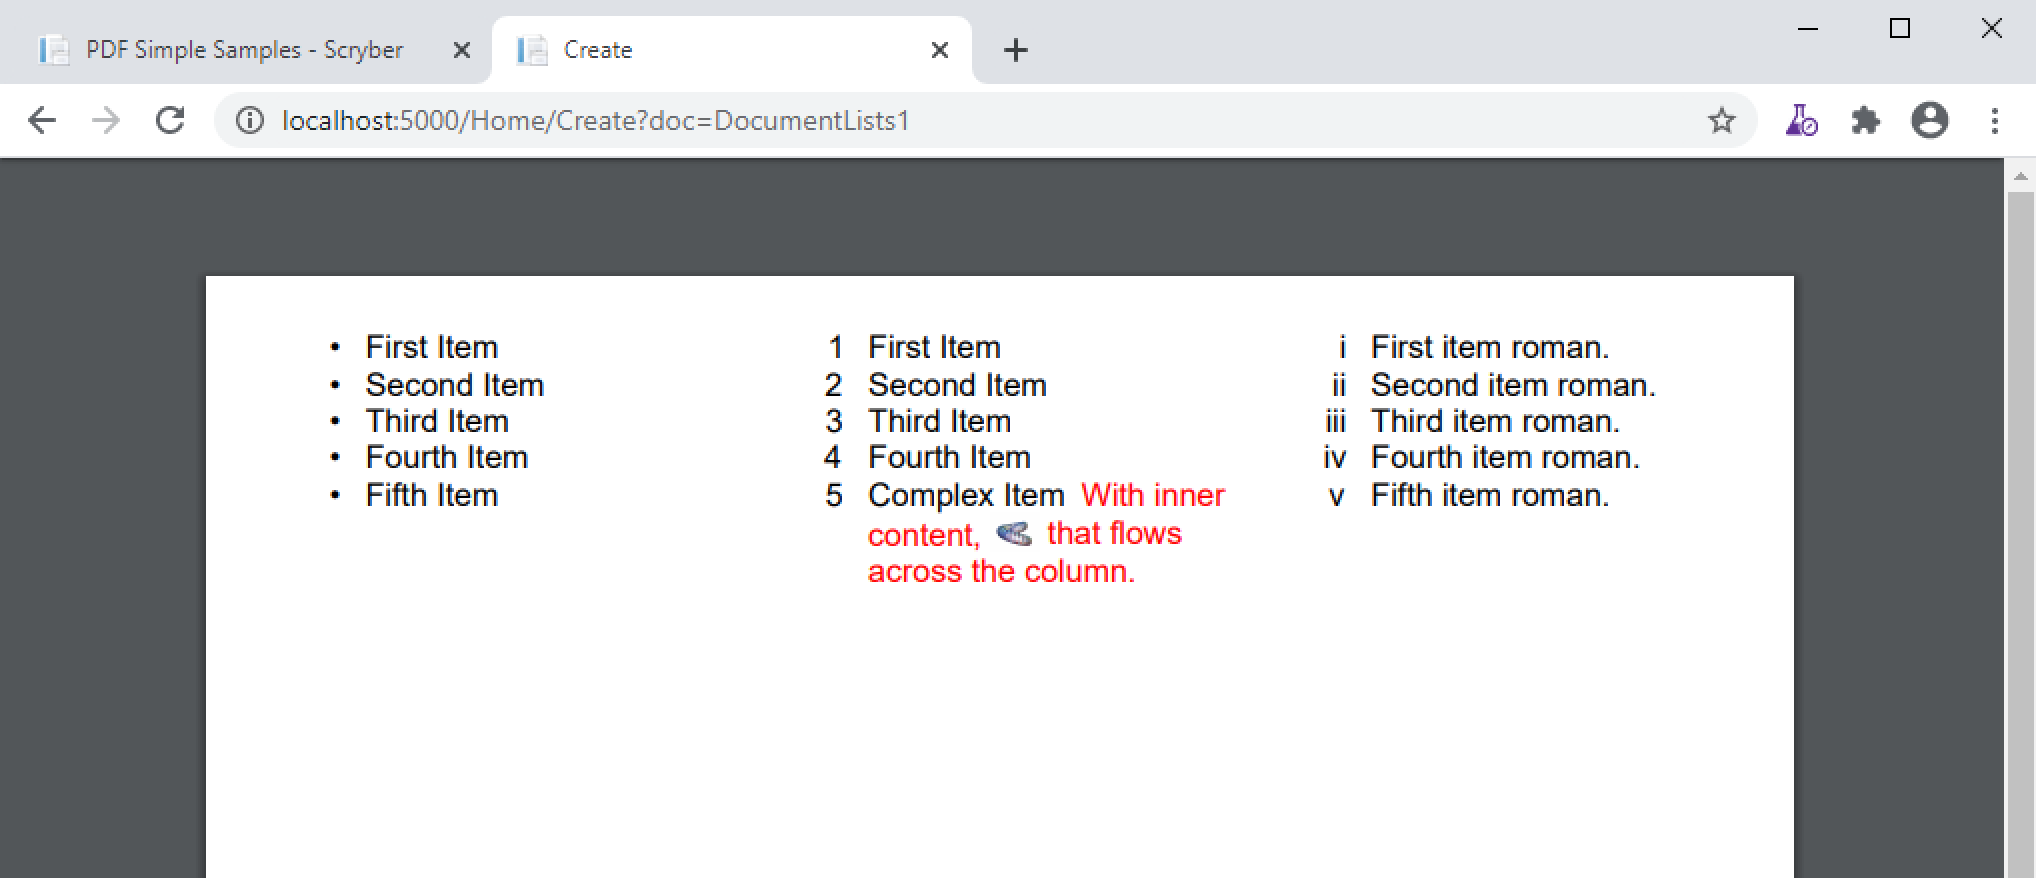 PDF Simple Samples - Scryber
Create
localhost:5000/Home/Create?doc=DocumentLists1
• First Item
• Second Item
• Third Item
• Fourth Item
• Fifth Item
1 First Item
2 Second Item
3 Third Item
4 Fourth Item
5 Complex Item With inner
content, that flows
across the column.
i First item roman.
ii Second item roman.
iii Third item roman.
iv Fourth item roman.
v Fifth item roman.